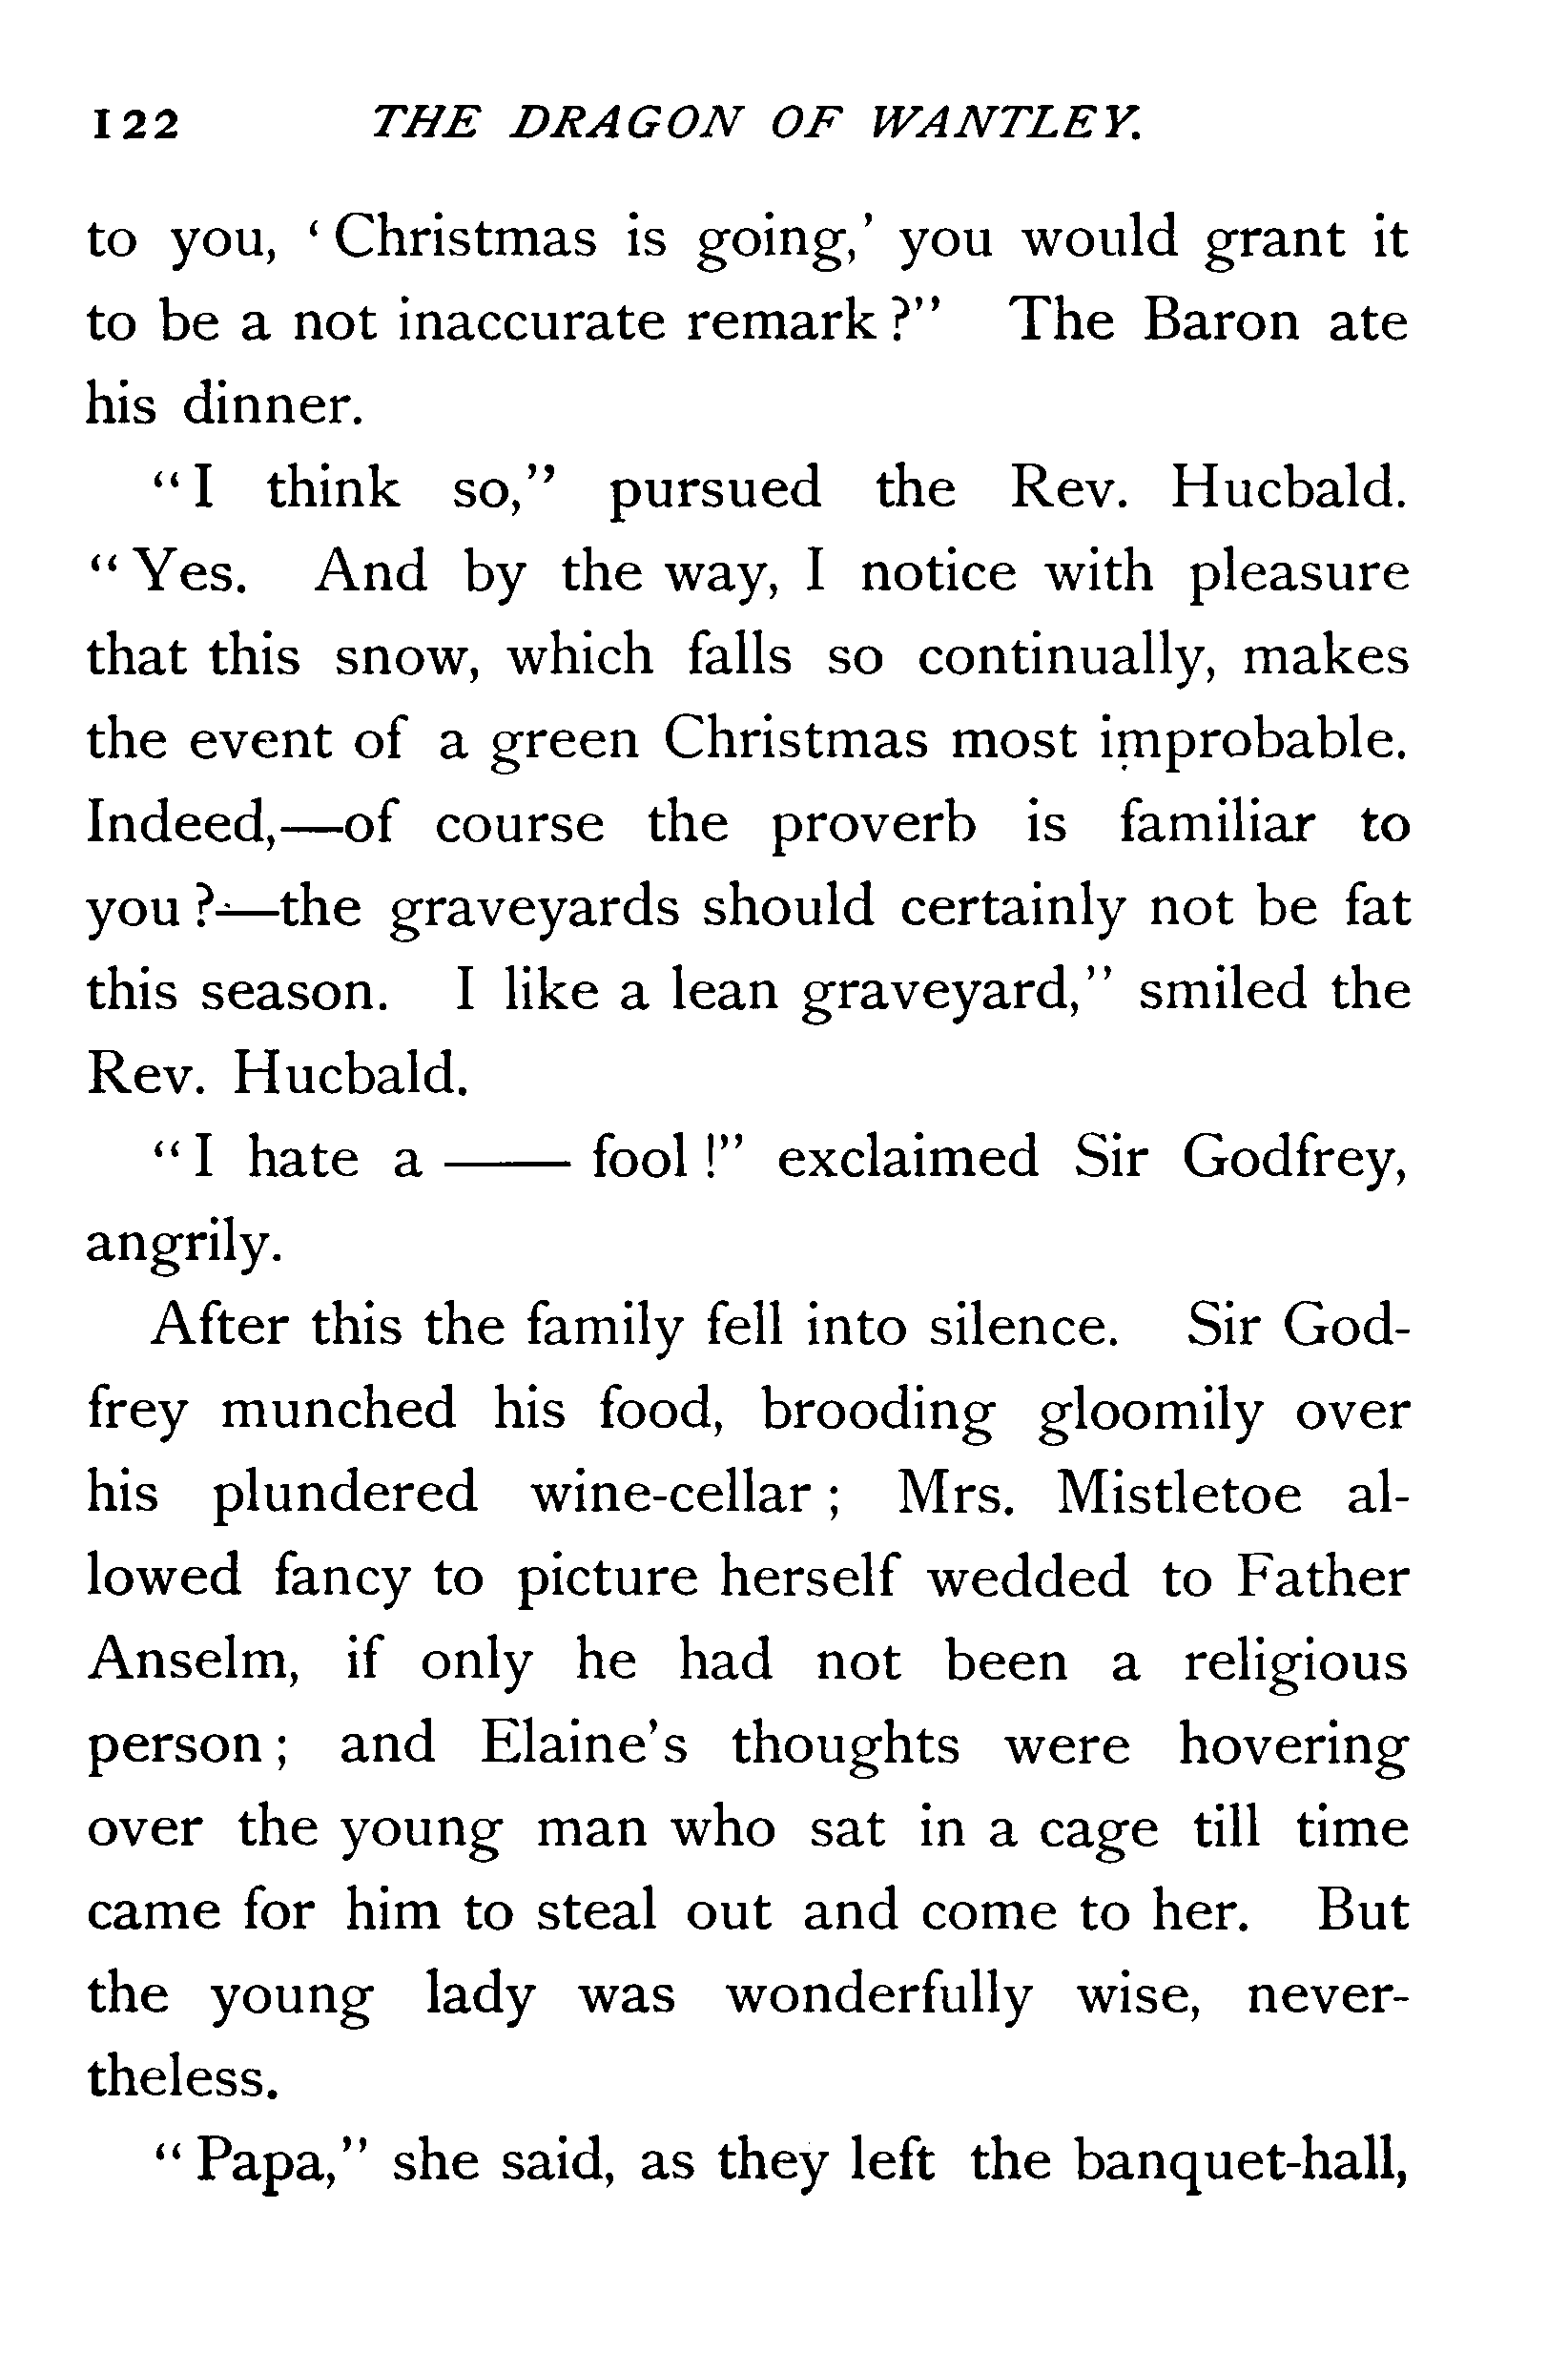 122 THE DRAGON OF WANTLEY.
to you, ‘Christmas is going,’ you would grant it
to be a not inaccurate remark?” The Baron ate
his dinner.
“I think so,” pursued the Rev. Hucbald.
“Yes. And by the way, I notice with pleasure
that this snow, which falls so continually, makes
the event of a green Christmas most improbable.
Indeed,—of course the proverb is familiar to
you?—the graveyards should certainly not be fat
this season. I like a lean graveyard,” smiled the
Rev. Hucbald.
“I hate a —— fool!” exclaimed Sir Godfrey,
angrily.
After this the family fell into silence. Sir God-
frey munched his food, brooding gloomily over
his plundered wine-cellar; Mrs. Mistletoe al-
lowed fancy to picture herself wedded to Father
Anselm, if only he had not been a religious
person; and Elaine’s thoughts were hovering
over the young man who sat in a cage till time
came for him to steal out and come to her. But
the young lady was wonderfully wise, never-
theless.
“Papa,” she said, as they left the banquet-hall,